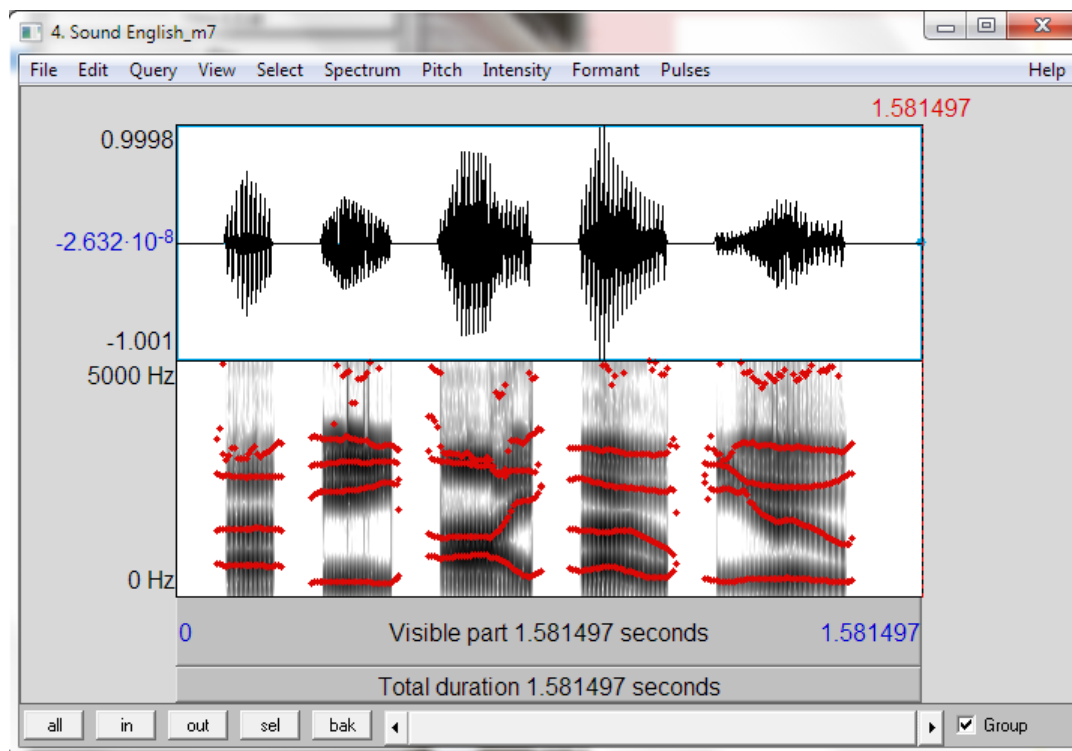 4. Sound English_m7
File Edit Query View Select Spectrum Pitch Intensity Formant Pulses Help
1.581497
0.9998
-2.632·10⁻⁸
-1.001
5000 Hz
0 Hz
0 Visible part 1.581497 seconds 1.581497
Total duration 1.581497 seconds
all in out sel bak Group